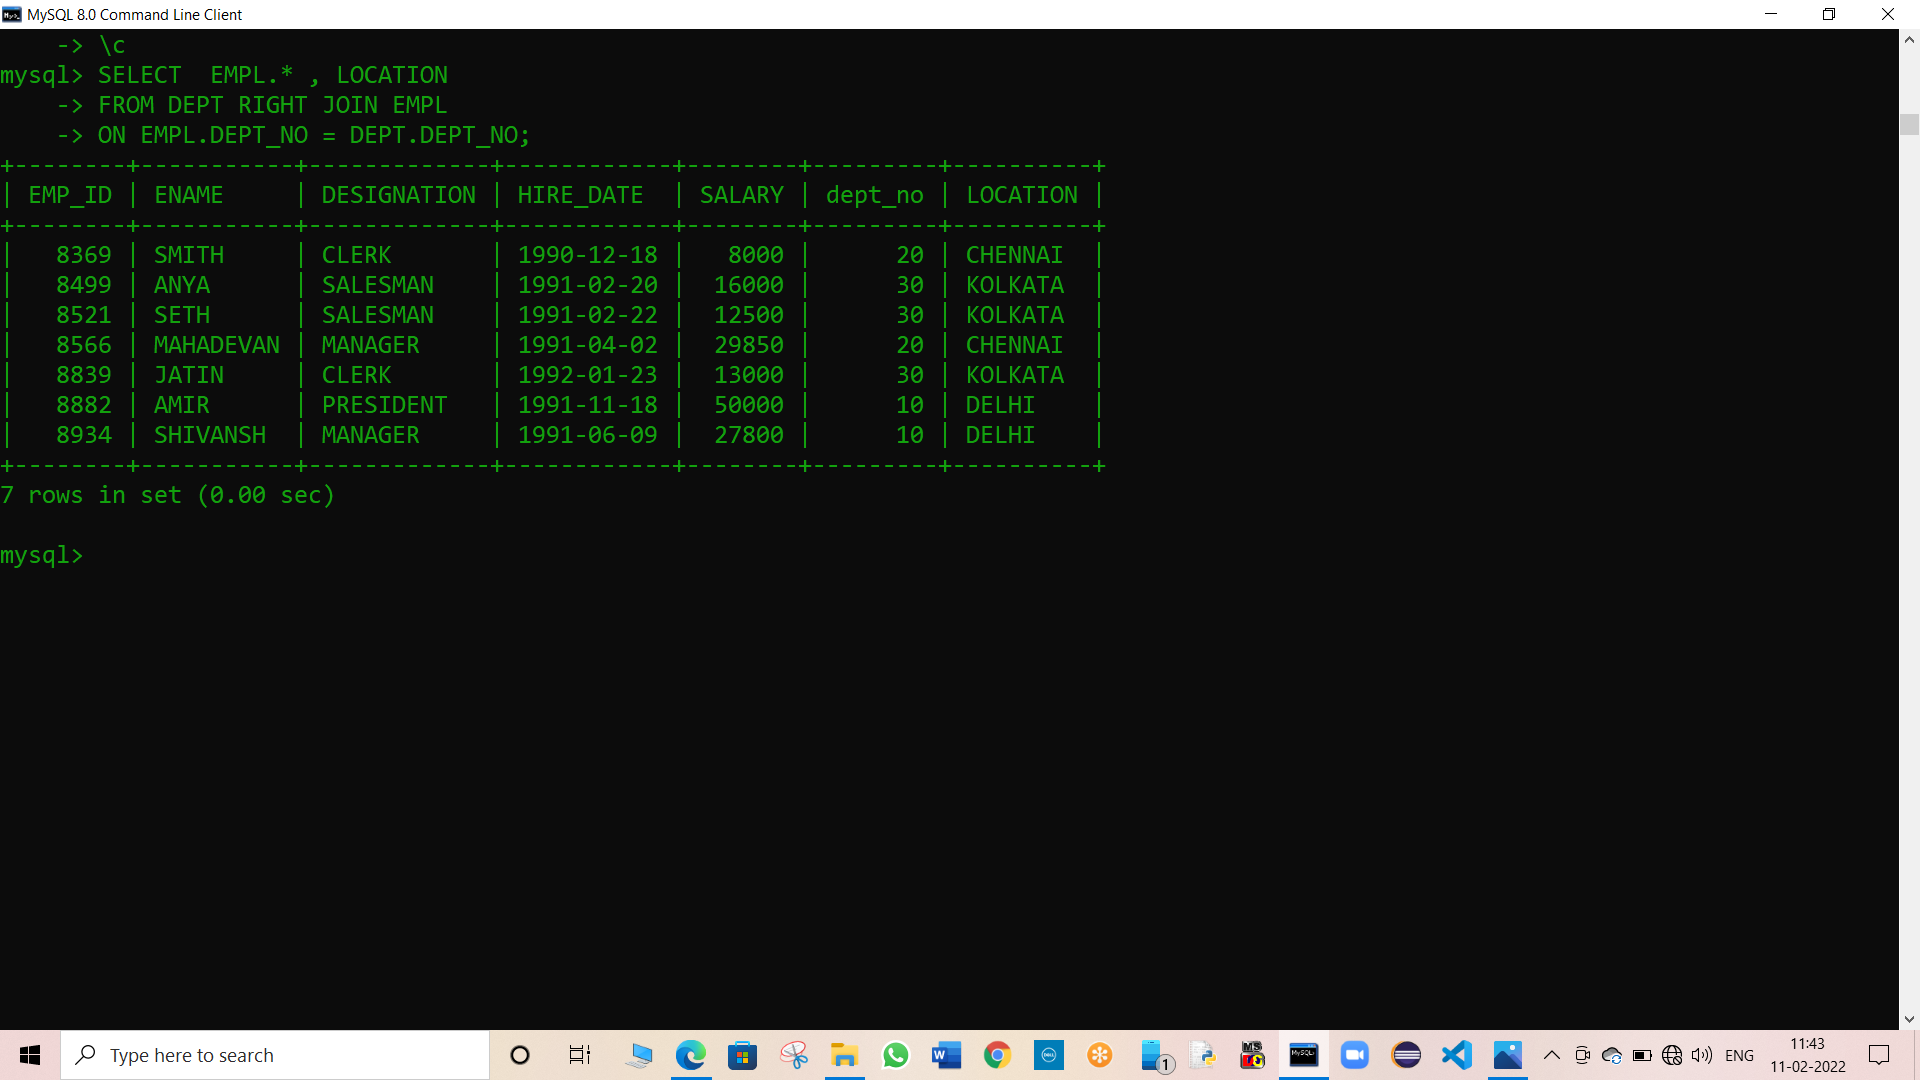 MySQL 8.0 Command Line Client
    -> \c
mysql> SELECT  EMPL.* , LOCATION
    -> FROM DEPT RIGHT JOIN EMPL
    -> ON EMPL.DEPT_NO = DEPT.DEPT_NO;
+--------+-----------+-------------+------------+--------+---------+----------+
| EMP_ID | ENAME     | DESIGNATION | HIRE_DATE  | SALARY | dept_no | LOCATION |
+--------+-----------+-------------+------------+--------+---------+----------+
|   8369 | SMITH     | CLERK       | 1990-12-18 |   8000 |      20 | CHENNAI  |
|   8499 | ANYA      | SALESMAN    | 1991-02-20 |  16000 |      30 | KOLKATA  |
|   8521 | SETH      | SALESMAN    | 1991-02-22 |  12500 |      30 | KOLKATA  |
|   8566 | MAHADEVAN | MANAGER     | 1991-04-02 |  29850 |      20 | CHENNAI  |
|   8839 | JATIN     | CLERK       | 1992-01-23 |  13000 |      30 | KOLKATA  |
|   8882 | AMIR      | PRESIDENT   | 1991-11-18 |  50000 |      10 | DELHI    |
|   8934 | SHIVANSH  | MANAGER     | 1991-06-09 |  27800 |      10 | DELHI    |
+--------+-----------+-------------+------------+--------+---------+----------+
7 rows in set (0.00 sec)
mysql>
Type here to search
W
DELL
1
MS
MySQL
ENG
11:43
11-02-2022